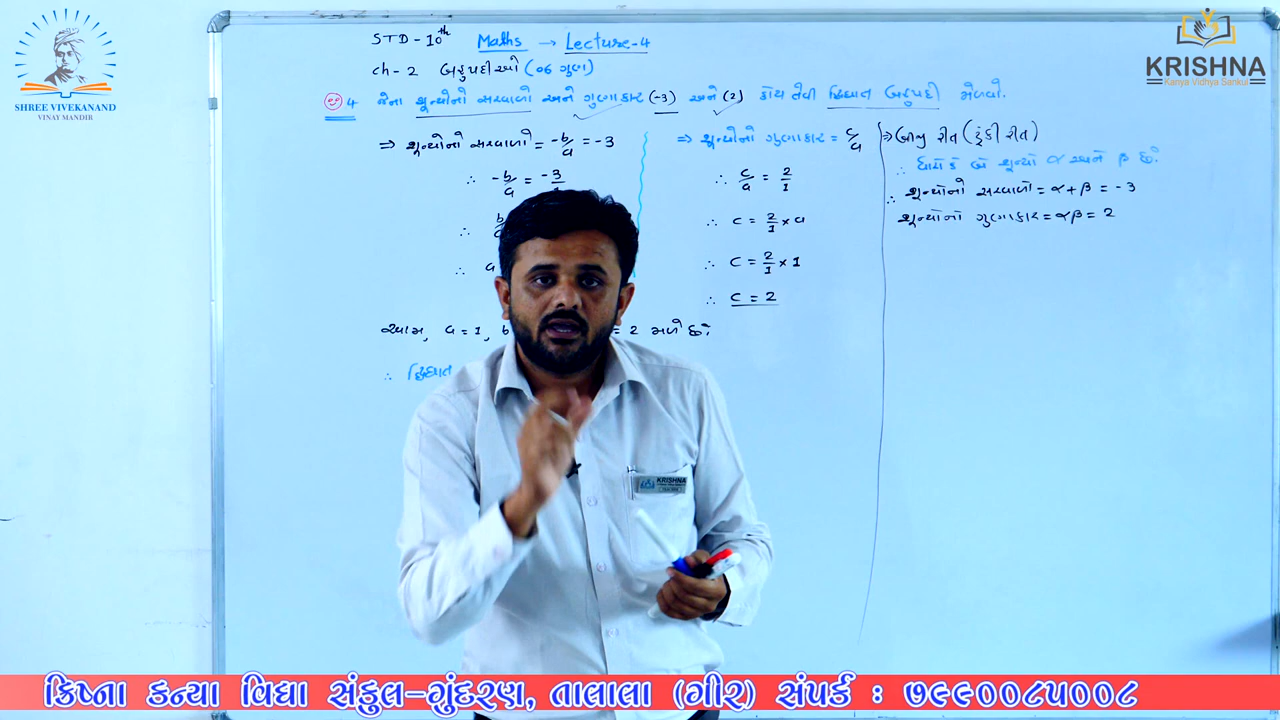 SHREE VIVEKANAND
VINAY MANDIR
KRISHNA
Kanya Vidhya Sankul
STD - 10th Maths → Lecture-4
ch- 2 બહુપદીઓ (06 ગુણ)
4 જેના શૂન્યોનો સરવાળો અને ગુણાકાર (-3) અને (2) હોય તેવી દ્વિઘાત બહુપદી મેળવો.
⇒ શૂન્યોનો સરવાળો = -b/a = -3
∴ -b/a = -3/1
∴
∴ a
⇒ શૂન્યોનો ગુણાકાર = c/a
∴ c/a = 2/1
∴ c = 2/1 × a
∴ c = 2/1 × 1
∴ c = 2
આમ, a = 1, b = 2 મળે છે.
∴ દ્વિઘાત
⇒ બીજી રીત (ટૂંકી રીત)
∴ ધારો કે બે શૂન્યો α અને β છે.
∴ શૂન્યોનો સરવાળો = α + β = -3
શૂન્યોનો ગુણાકાર = αβ = 2
KRISHNA
ક્રિષ્ના કન્યા વિદ્યા સંકુલ-ગુંદરણ, તાલાલા (ગીર) સંપર્ક : ૭૯૯૦૦૮૫૦૦૮